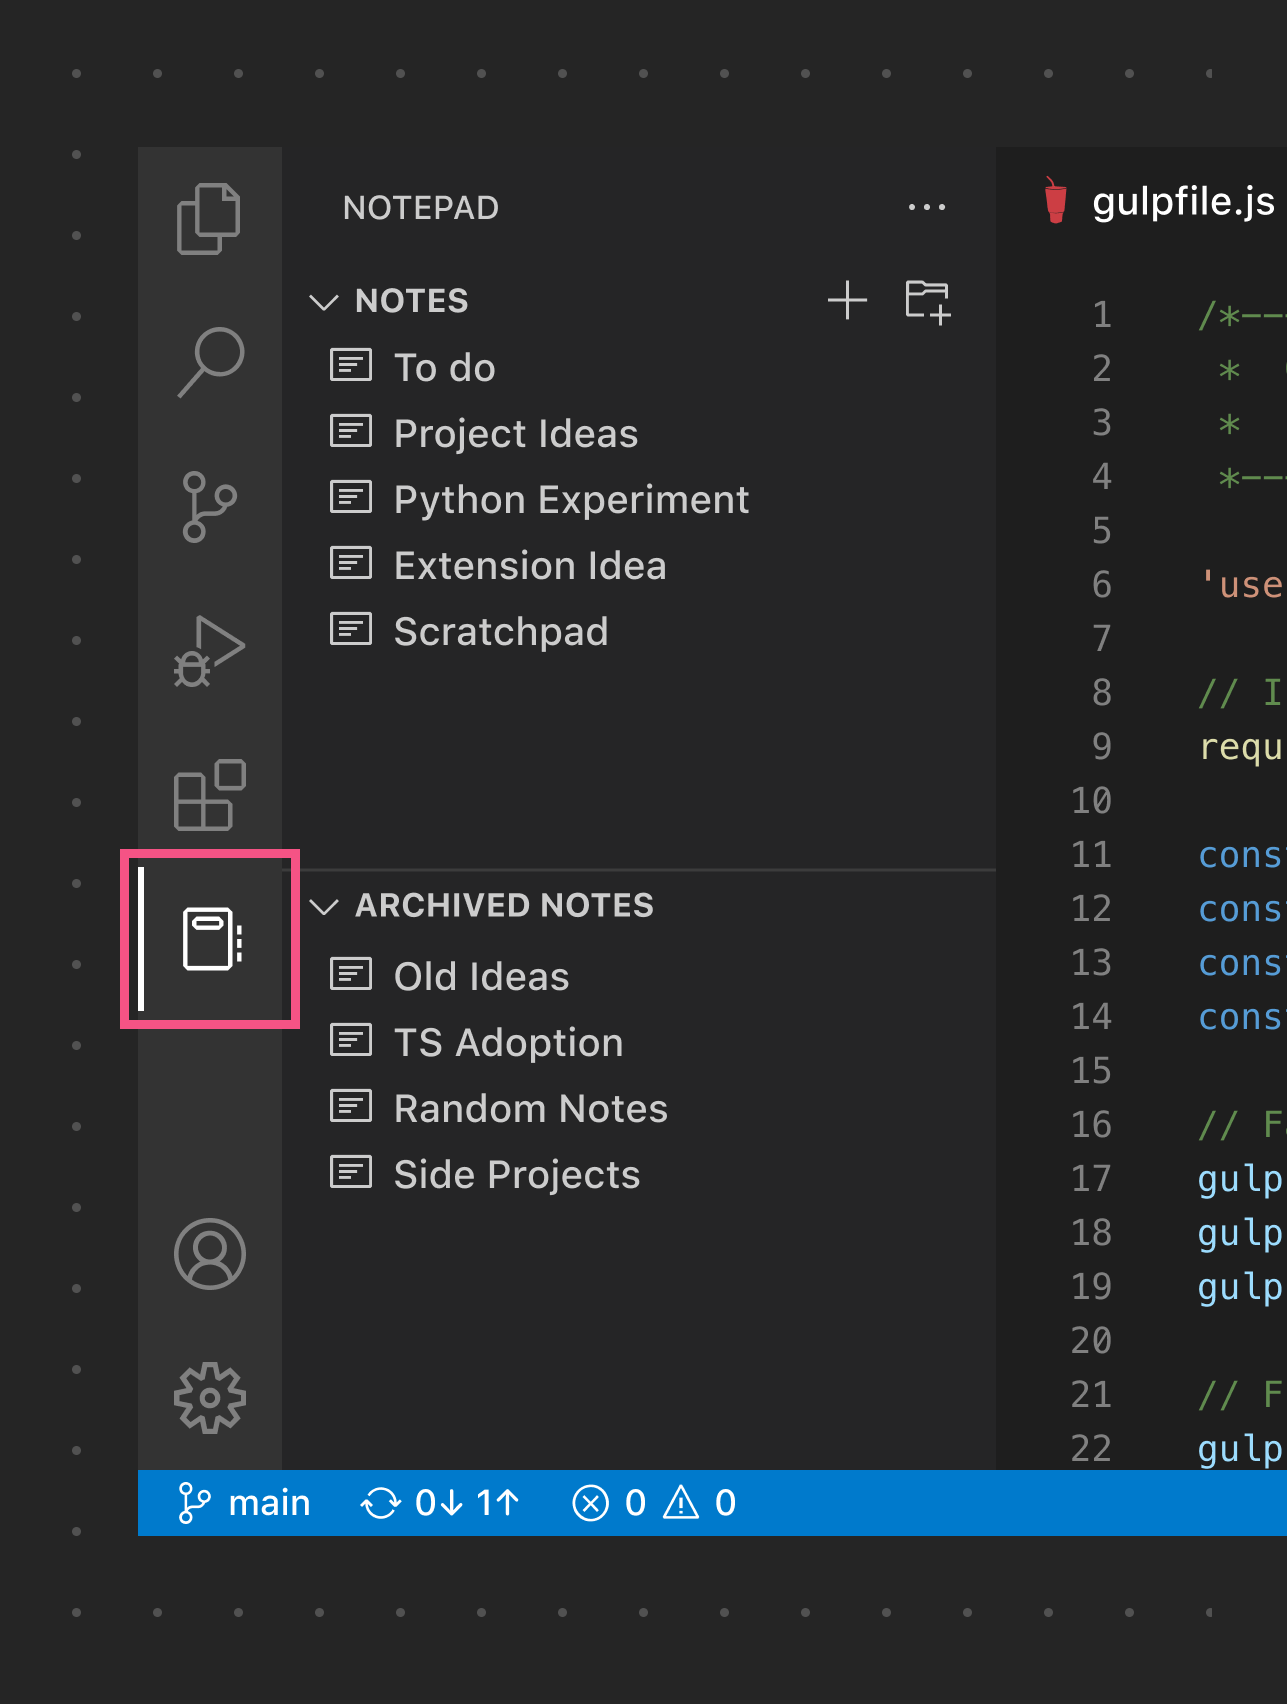 NOTEPAD
NOTES
To do
Project Ideas
Python Experiment
Extension Idea
Scratchpad
ARCHIVED NOTES
Old Ideas
TS Adoption
Random Notes
Side Projects
gulpfile.js
1 /*--
2 *
3 *
4 *--
5
6 'use
7
8 // I
9 requ
10
11 cons
12 cons
13 cons
14 cons
15
16 // F
17 gulp
18 gulp
19 gulp
20
21 // F
22 gulp
main 0↓ 1↑ 0 0